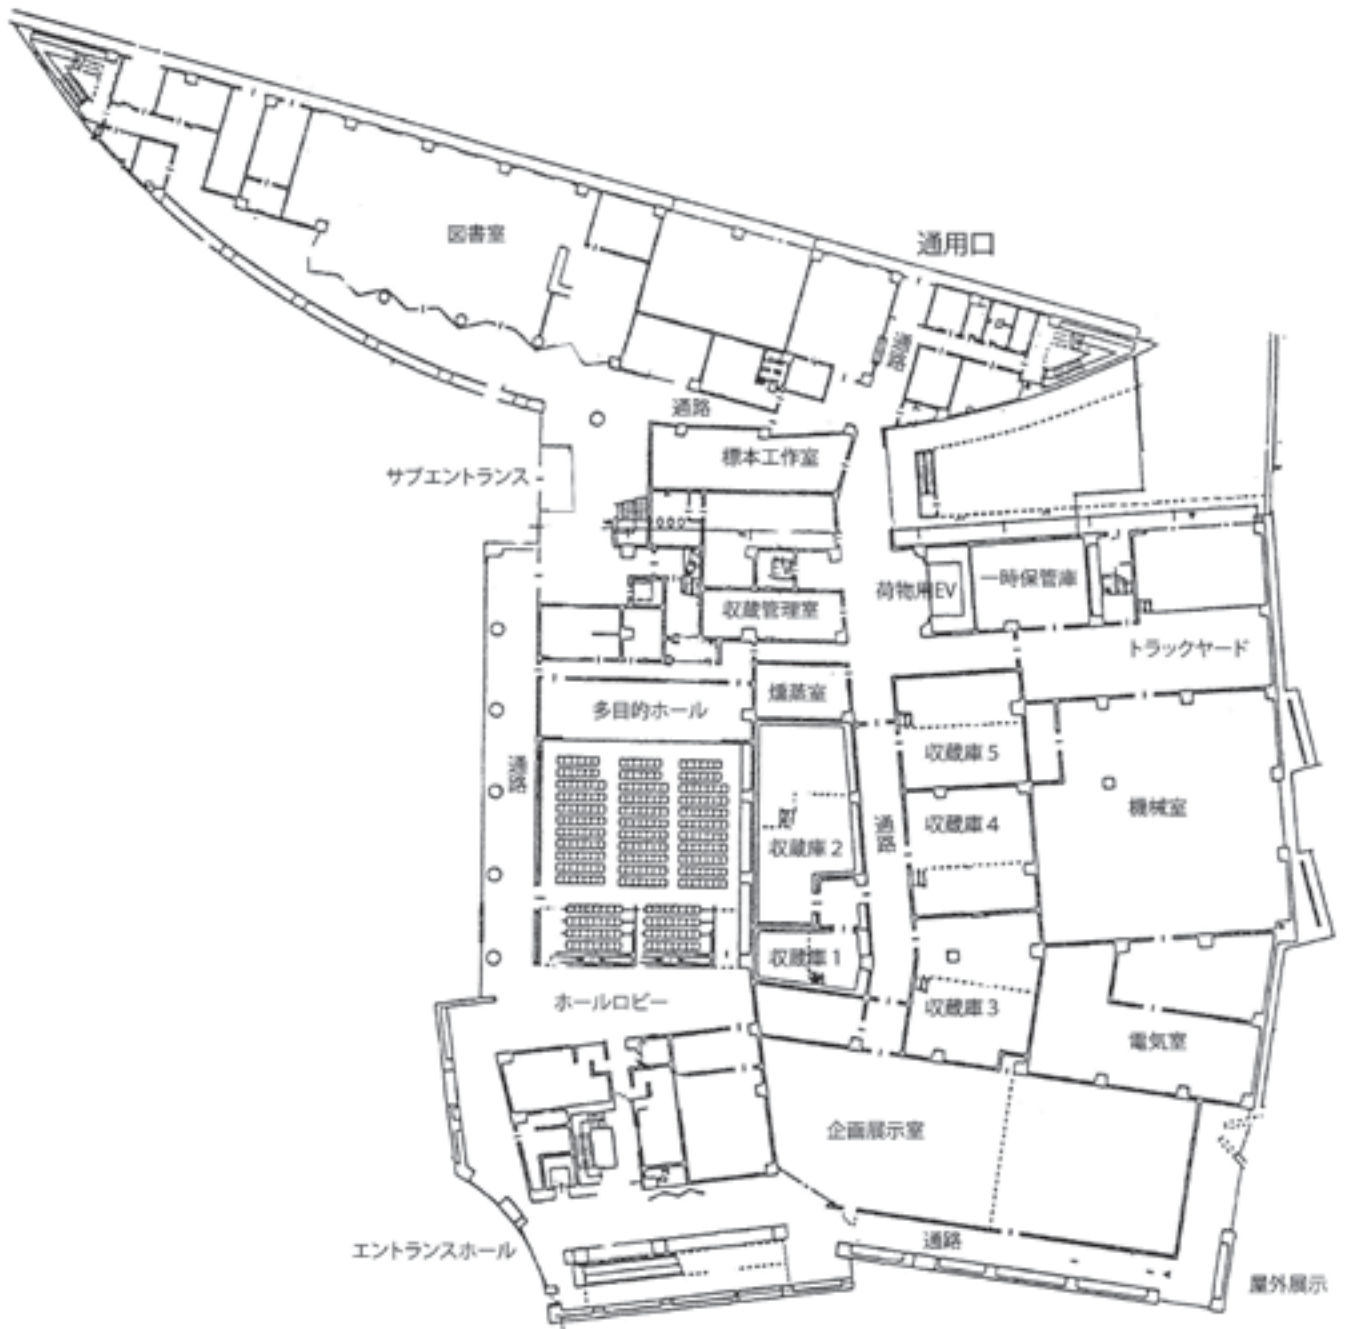 図書室
通用口
通路
通路
標本工作室
サブエントランス
EV
荷物用EV
一時保管庫
収蔵管理室
トラックヤード
燻蒸室
多目的ホール
収蔵庫5
通路
機械室
収蔵庫4
通路
収蔵庫2
収蔵庫1
ホールロビー
収蔵庫3
電気室
企画展示室
通路
エントランスホール
屋外展示